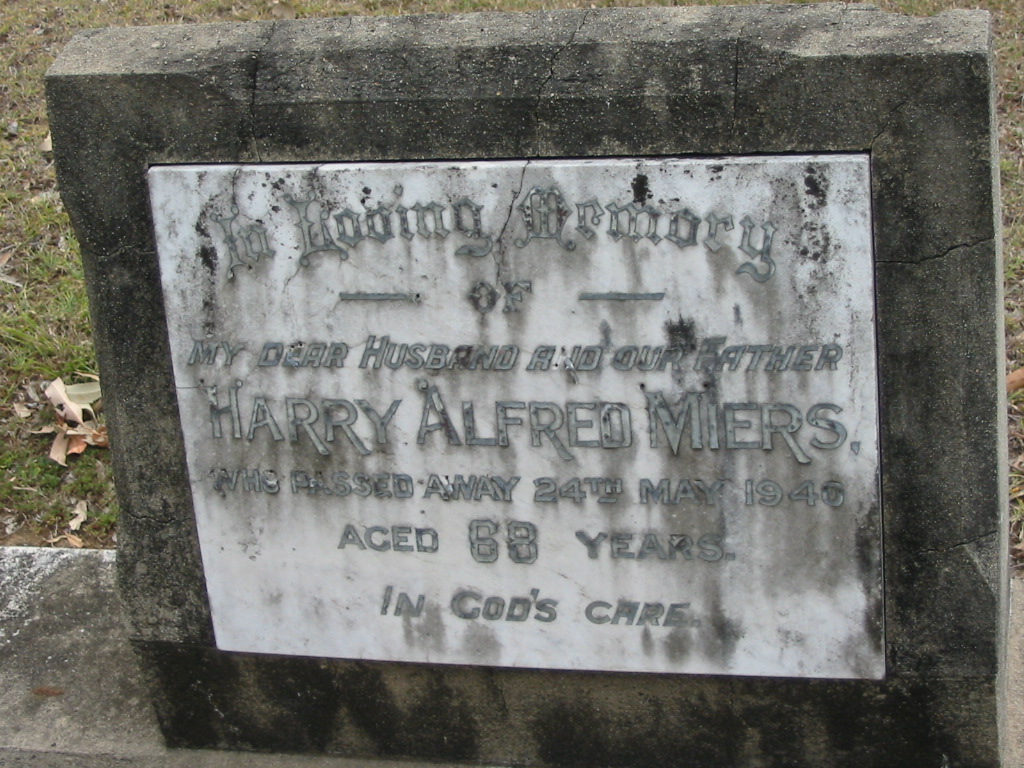 In Loving Memory
OF
MY DEAR HUSBAND AND OUR FATHER
HARRY ALFRED MIERS,
WHO PASSED AWAY 24TH MAY 1940
AGED 68 YEARS.
IN GOD'S CARE.